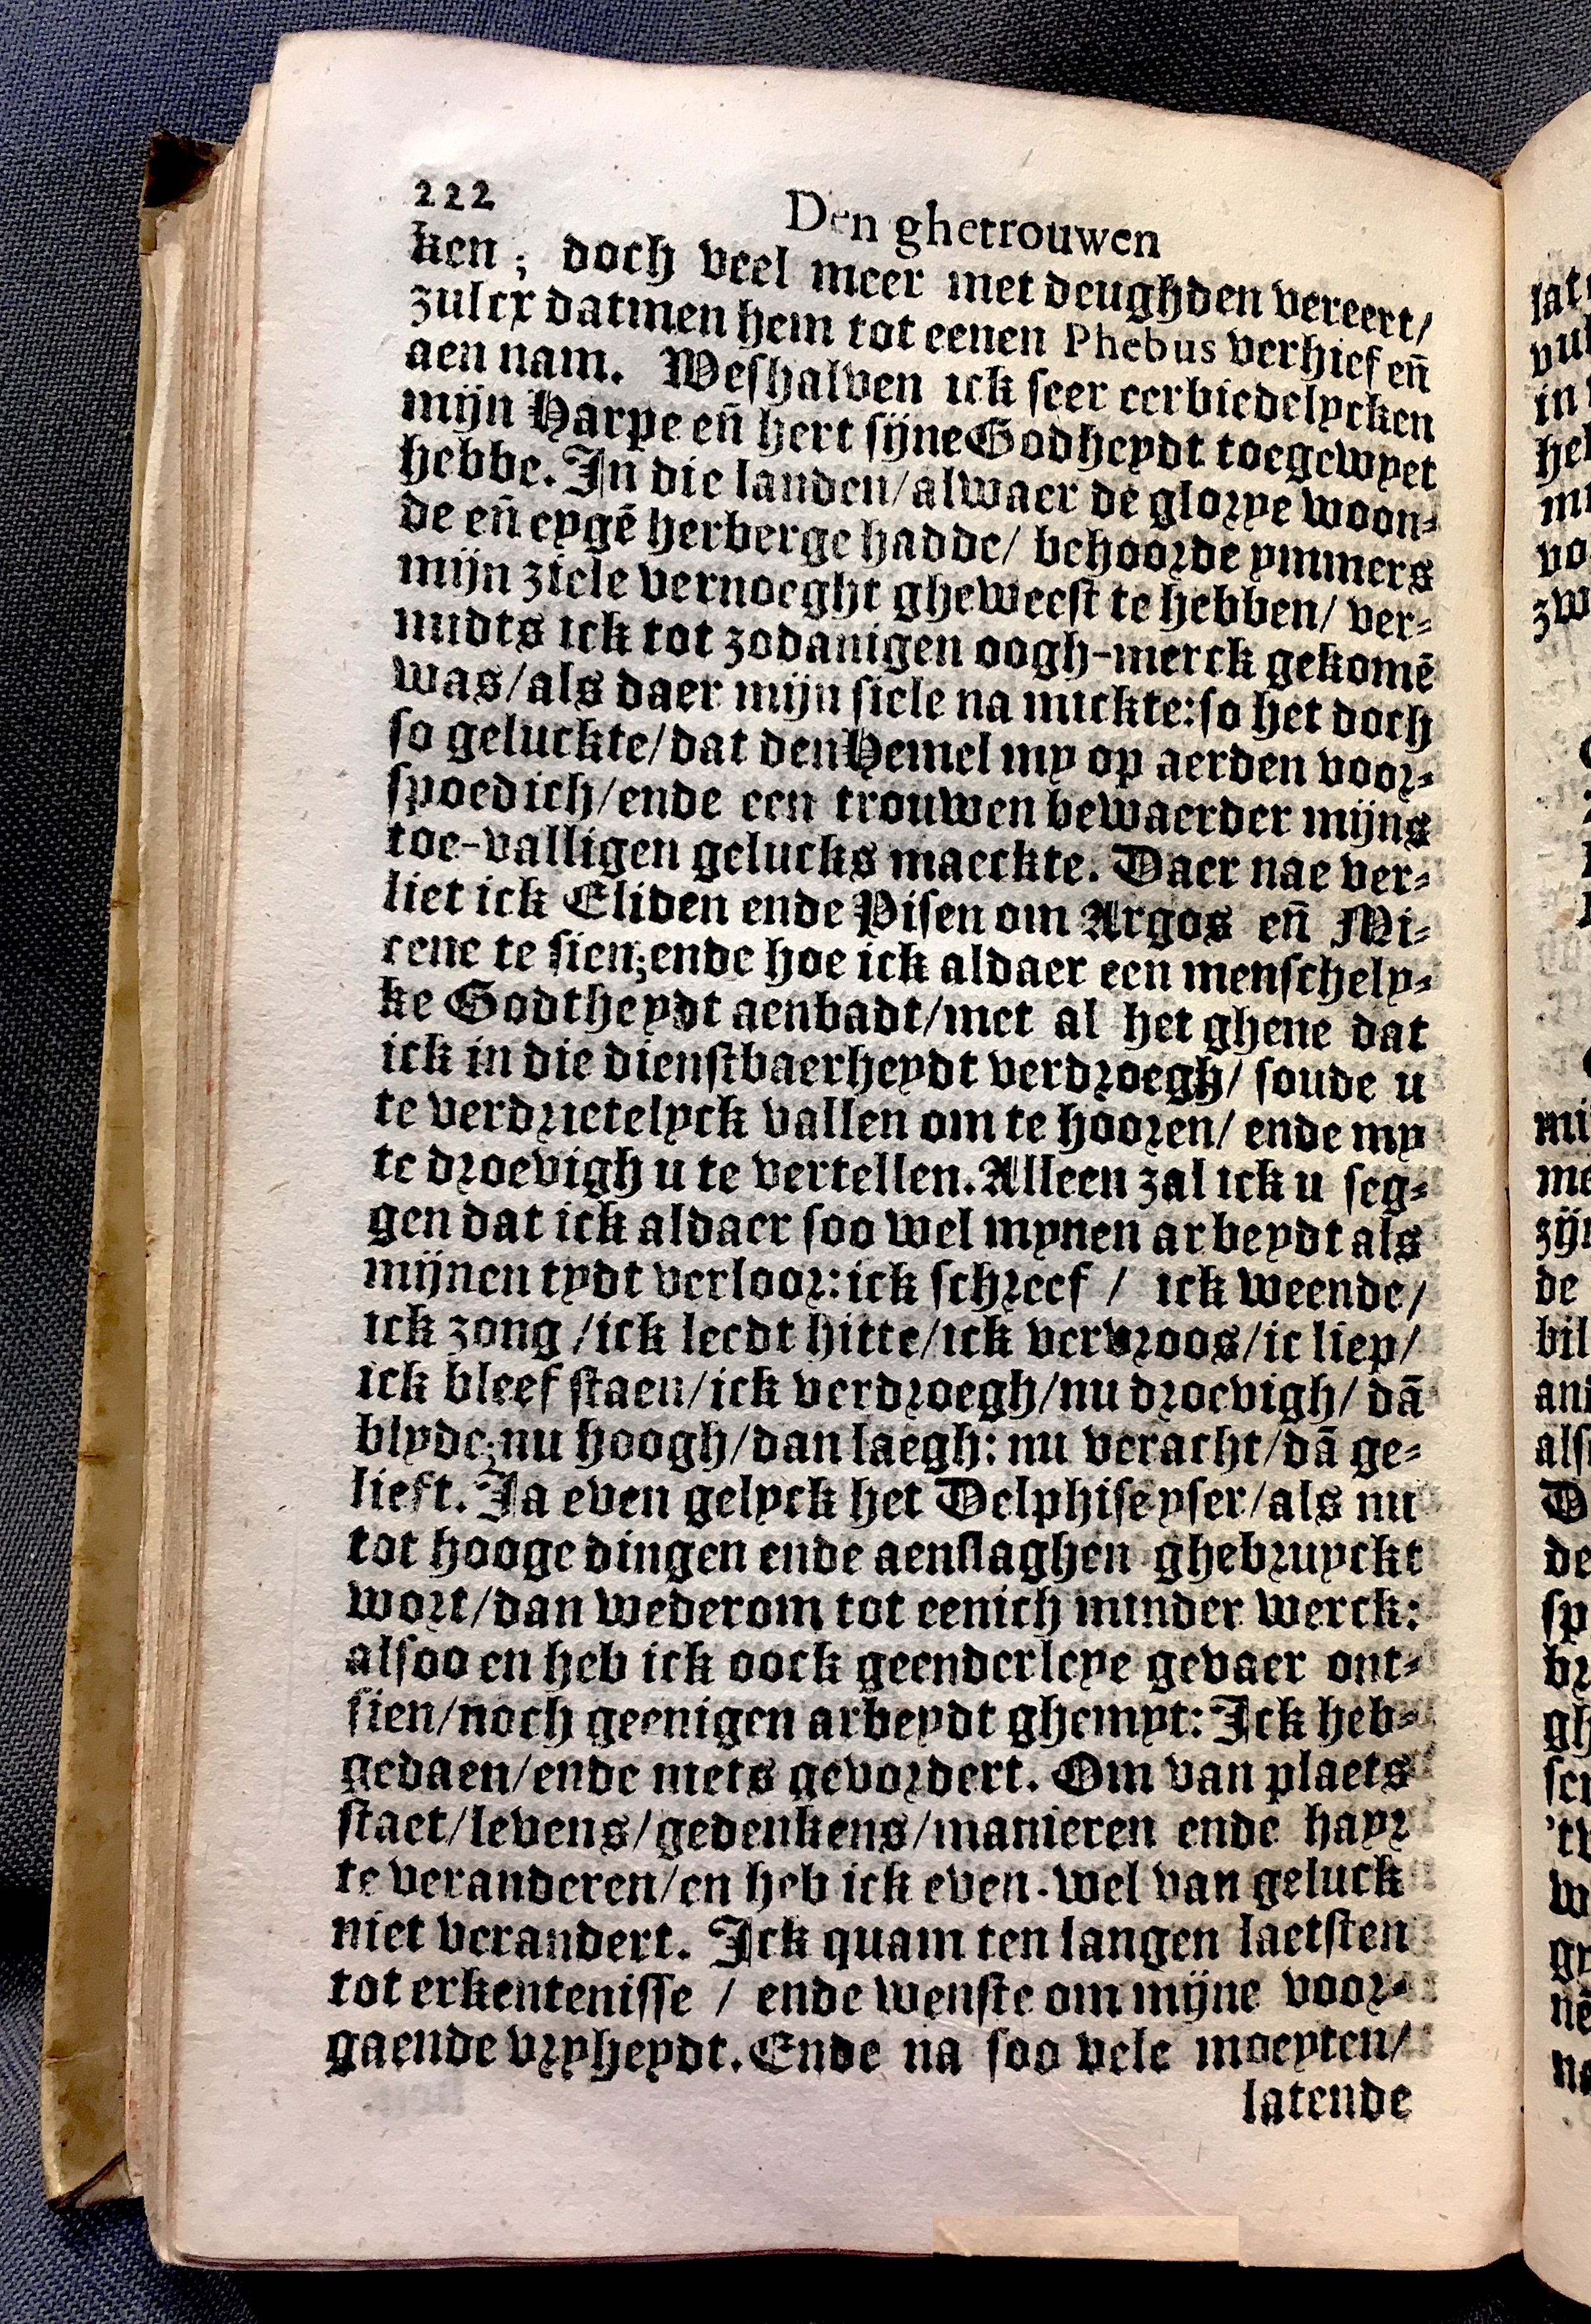 222
Den ghetrouwen
ken ; doch veel meer met deughden vereert/
zulcx datmen hem tot eenen Phebus verhief eñ
aen nam. Weshalven ick seer eerbiedelycken
mijn Harpe eñ hert sijne Godheydt toegewyet
hebbe. In die landen/alwaer de glorye woon-
de eñ eygē herberge hadde/ behoorde ymmers
mijn ziele vernoeght gheweest te hebben/ ver-
midts ick tot zodanigen oogh-merck gekomē
was/als daer mijn siele na mickte: so het doch
so geluckte/dat den Hemel my op aerden voor-
spoedich/ende een trouwen bewaerder mijns
toe-valligen gelucks maeckte. Daer nae ver-
liet ick Eliden ende Pisen om Argos eñ Mi-
cene te sien; ende hoe ick aldaer een menschely-
ke Godtheydt aenbadt/met al het ghene dat
ick in die dienstbaerheydt verdroegh/ soude u
te verdrietelyck vallen om te hooren/ ende my
te droevigh u te vertellen. Alleen zal ick u seg-
gen dat ick aldaer soo wel mynen arbeydt als
mijnen tydt verloor: ick schreef / ick weende/
ick zong /ick leedt hitte/ick vervroos/ic liep/
ick bleef staen/ick verdroegh/nu droevigh/ dā
blyde; nu hoogh/dan laegh: nu veracht/dā ge-
lieft. Ja even gelyck het Delphise yser/als nu
tot hooge dingen ende aenslaghen ghebruyckt
wort/dan wederom tot eenich minder werck:
alsoo en heb ick oock geenderleye gevaer ont-
sien/noch geenigen arbeydt ghemyt: Ick heb-
gedaen/ende niets gevordert. Om van plaets
staet/levens/gedenkens/manieren ende hayr
te veranderen/en heb ick even-wel van geluck
niet verandert. Ick quam ten langen laetsten
tot erkentenisse / ende wenste om mijne voor-
gaende vryheydt. Ende na soo vele moeyten/
latende